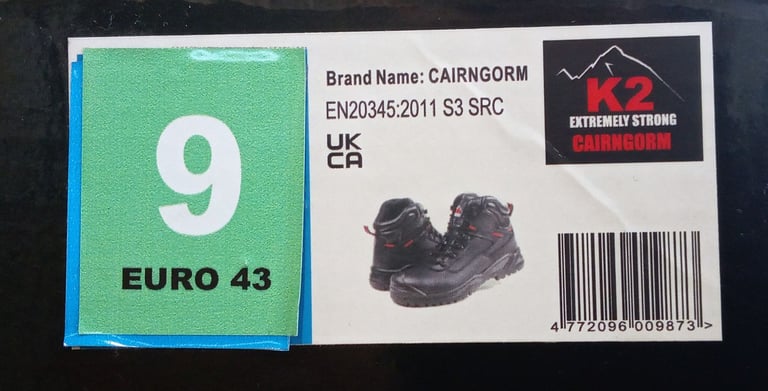 9
EURO 43
Brand Name: CAIRNGORM
EN20345:2011 S3 SRC
UK
CA
K2
EXTREMELY STRONG
CAIRNGORM
4 772096 009873 >